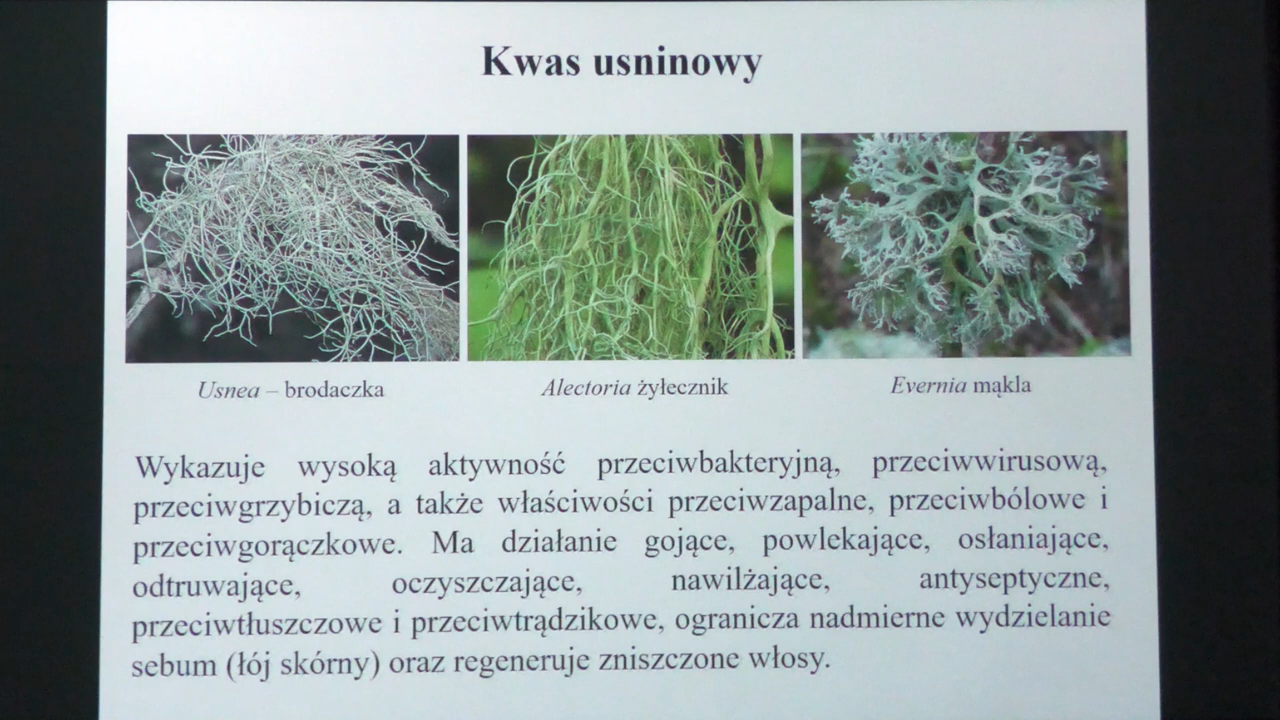 Kwas usninowy
Usnea – brodaczka
Alectoria żyłecznik
Evernia mąkla
Wykazuje wysoką aktywność przeciwbakteryjną, przeciwwirusową,
przeciwgrzybiczą, a także właściwości przeciwzapalne, przeciwbólowe i
przeciwgorączkowe. Ma działanie gojące, powlekające, osłaniające,
odtruwające, oczyszczające, nawilżające, antyseptyczne,
przeciwtłuszczowe i przeciwtrądzikowe, ogranicza nadmierne wydzielanie
sebum (łój skórny) oraz regeneruje zniszczone włosy.